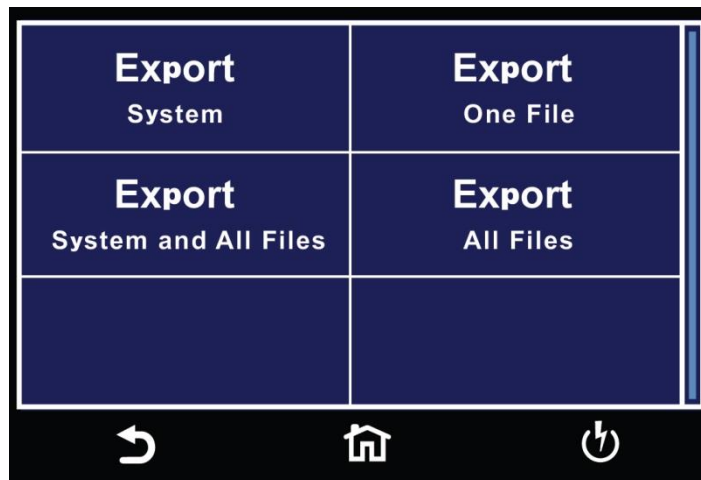 Export
System
Export
One File
Export
System and All Files
Export
All Files